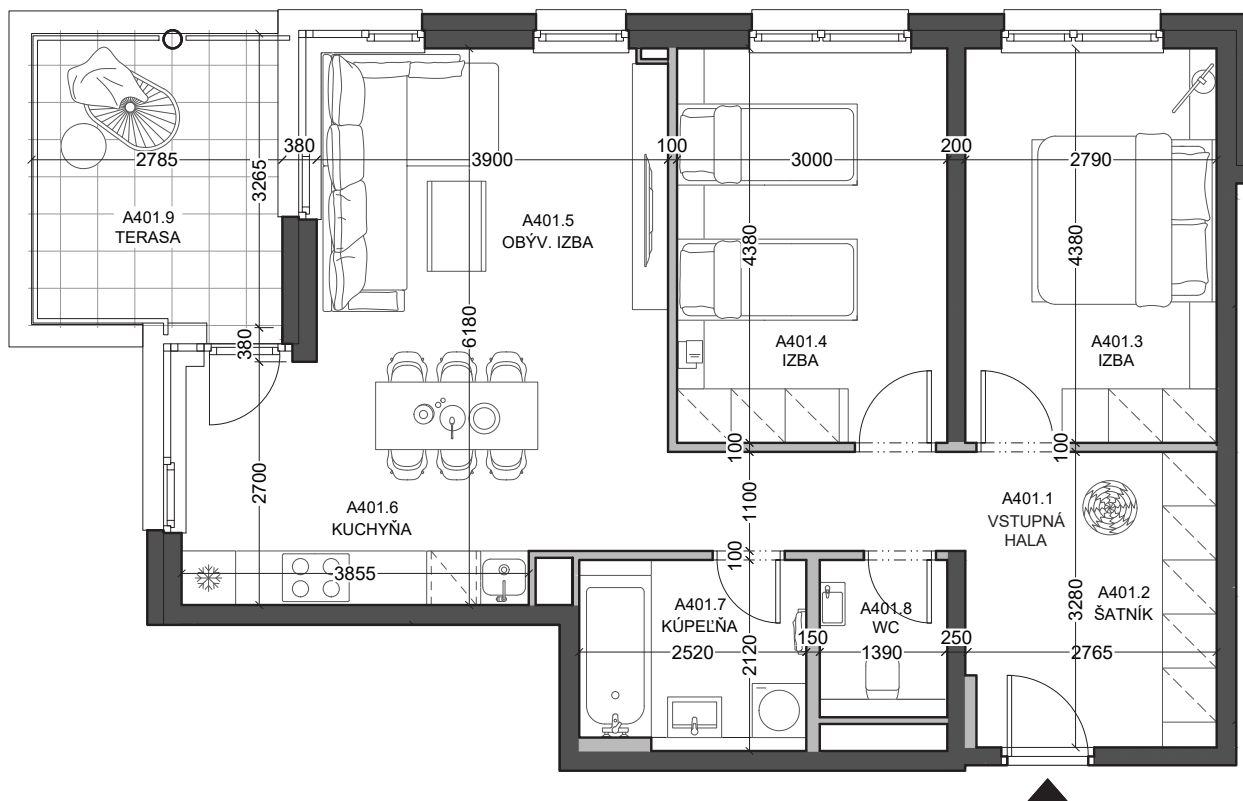 2785
380
3900
100
3000
200
2790
3265
A401.9
TERASA
A401.5
OBÝV. IZBA
4380
4380
380
6180
A401.4
IZBA
A401.3
IZBA
100
100
2700
A401.6
KUCHYŇA
1100
A401.1
VSTUPNÁ
HALA
100
3855
A401.7
KÚPEĽŇA
A401.8
WC
A401.2
ŠATNÍK
3280
2520
2120
150
1390
250
2765